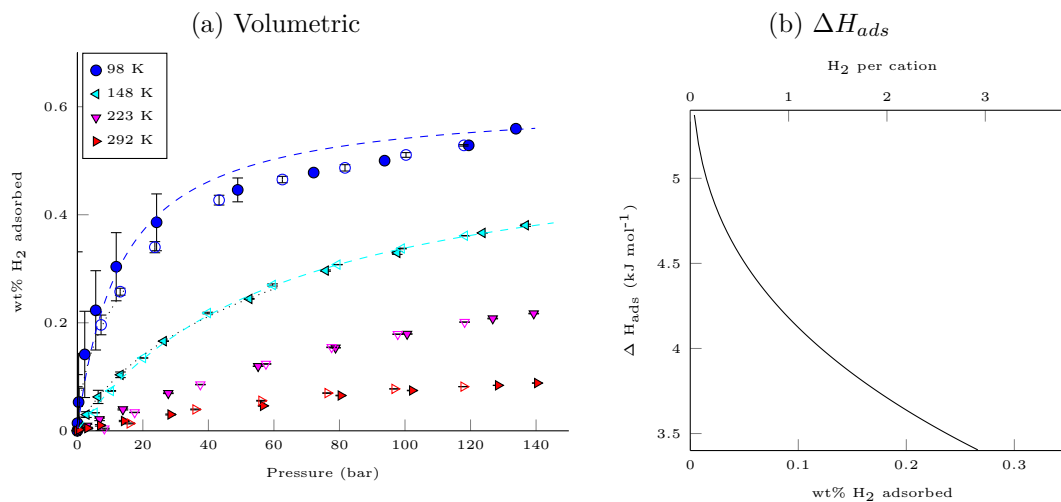 (a) Volumetric
98 K
148 K
223 K
292 K
0.6
0.4
0.2
0
wt% H₂ adsorbed
0 20 40 60 80 100 120 140
Pressure (bar)
(b) ΔH_ads
H₂ per cation
0 1 2 3
5
4.5
4
3.5
Δ H_ads (kJ mol⁻¹)
0 0.1 0.2 0.3
wt% H₂ adsorbed